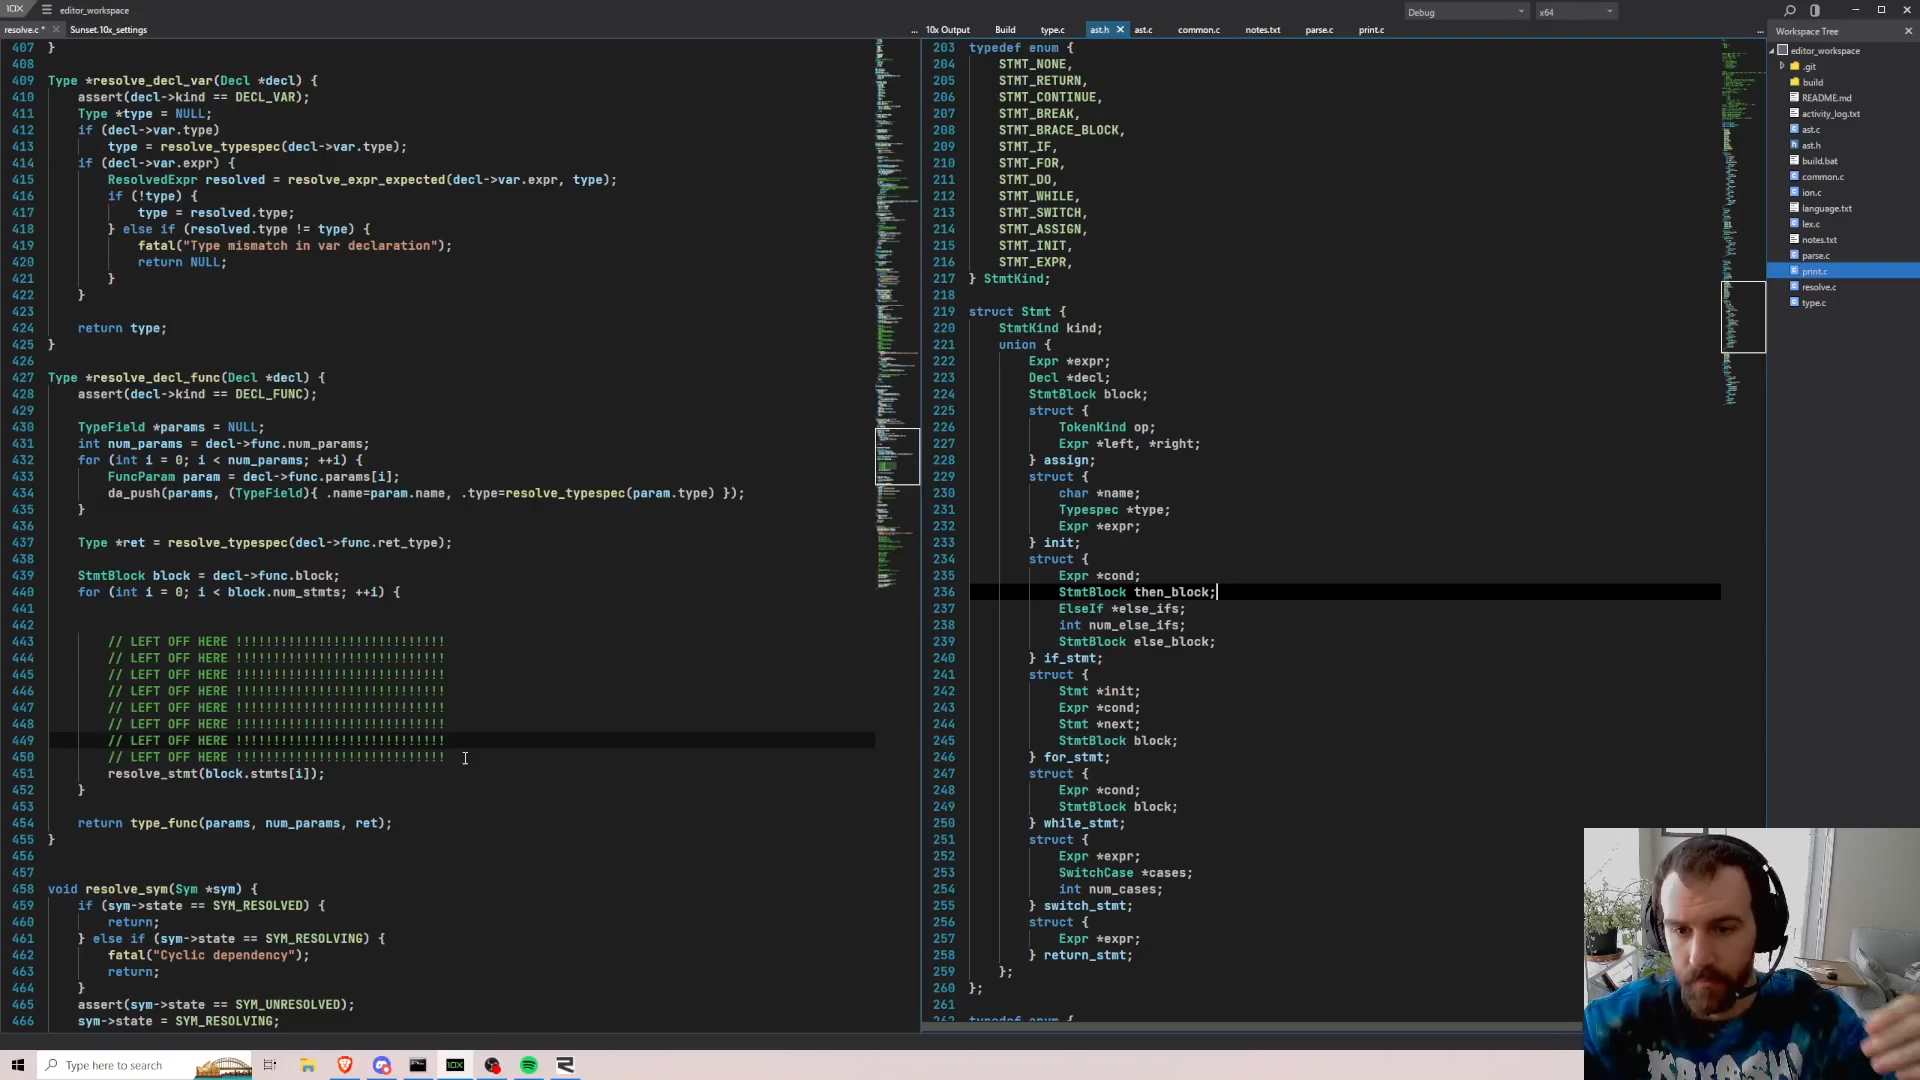 10X
editor_workspace
Debug
x64
resolve.c *
Sunset.10x_settings
...
10x Output
Build
type.c
ast.h
ast.c
common.c
notes.txt
parse.c
print.c
...
Workspace Tree
407 }
408
409 Type *resolve_decl_var(Decl *decl) {
410 assert(decl->kind == DECL_VAR);
411 Type *type = NULL;
412 if (decl->var.type)
413 type = resolve_typespec(decl->var.type);
414 if (decl->var.expr) {
415 ResolvedExpr resolved = resolve_expr_expected(decl->var.expr, type);
416 if (!type) {
417 type = resolved.type;
418 } else if (resolved.type != type) {
419 fatal("Type mismatch in var declaration");
420 return NULL;
421 }
422 }
423
424 return type;
425 }
426
427 Type *resolve_decl_func(Decl *decl) {
428 assert(decl->kind == DECL_FUNC);
429
430 TypeField *params = NULL;
431 int num_params = decl->func.num_params;
432 for (int i = 0; i < num_params; ++i) {
433 FuncParam param = decl->func.params[i];
434 da_push(params, (TypeField){ .name=param.name, .type=resolve_typespec(param.type) });
435 }
436
437 Type *ret = resolve_typespec(decl->func.ret_type);
438
439 StmtBlock block = decl->func.block;
440 for (int i = 0; i < block.num_stmts; ++i) {
441
442
443 // LEFT OFF HERE !!!!!!!!!!!!!!!!!!!!!!!!!!!!
444 // LEFT OFF HERE !!!!!!!!!!!!!!!!!!!!!!!!!!!!
445 // LEFT OFF HERE !!!!!!!!!!!!!!!!!!!!!!!!!!!!
446 // LEFT OFF HERE !!!!!!!!!!!!!!!!!!!!!!!!!!!!
447 // LEFT OFF HERE !!!!!!!!!!!!!!!!!!!!!!!!!!!!
448 // LEFT OFF HERE !!!!!!!!!!!!!!!!!!!!!!!!!!!!
449 // LEFT OFF HERE !!!!!!!!!!!!!!!!!!!!!!!!!!!!
450 // LEFT OFF HERE !!!!!!!!!!!!!!!!!!!!!!!!!!!!
451 resolve_stmt(block.stmts[i]);
452 }
453
454 return type_func(params, num_params, ret);
455 }
456
457
458 void resolve_sym(Sym *sym) {
459 if (sym->state == SYM_RESOLVED) {
460 return;
461 } else if (sym->state == SYM_RESOLVING) {
462 fatal("Cyclic dependency");
463 return;
464 }
465 assert(sym->state == SYM_UNRESOLVED);
466 sym->state = SYM_RESOLVING;
203 typedef enum {
204 STMT_NONE,
205 STMT_RETURN,
206 STMT_CONTINUE,
207 STMT_BREAK,
208 STMT_BRACE_BLOCK,
209 STMT_IF,
210 STMT_FOR,
211 STMT_DO,
212 STMT_WHILE,
213 STMT_SWITCH,
214 STMT_ASSIGN,
215 STMT_INIT,
216 STMT_EXPR,
217 } StmtKind;
218
219 struct Stmt {
220 StmtKind kind;
221 union {
222 Expr *expr;
223 Decl *decl;
224 StmtBlock block;
225 struct {
226 TokenKind op;
227 Expr *left, *right;
228 } assign;
229 struct {
230 char *name;
231 Typespec *type;
232 Expr *expr;
233 } init;
234 struct {
235 Expr *cond;
236 StmtBlock then_block;
237 ElseIf *else_ifs;
238 int num_else_ifs;
239 StmtBlock else_block;
240 } if_stmt;
241 struct {
242 Stmt *init;
243 Expr *cond;
244 Stmt *next;
245 StmtBlock block;
246 } for_stmt;
247 struct {
248 Expr *cond;
249 StmtBlock block;
250 } while_stmt;
251 struct {
252 Expr *expr;
253 SwitchCase *cases;
254 int num_cases;
255 } switch_stmt;
256 struct {
257 Expr *expr;
258 } return_stmt;
259 };
260 };
261
262 typedef enum {
editor_workspace
.git
build
README.md
activity_log.txt
ast.c
ast.h
build.bat
common.c
ion.c
language.txt
lex.c
notes.txt
parse.c
print.c
resolve.c
type.c
Type here to search
10X